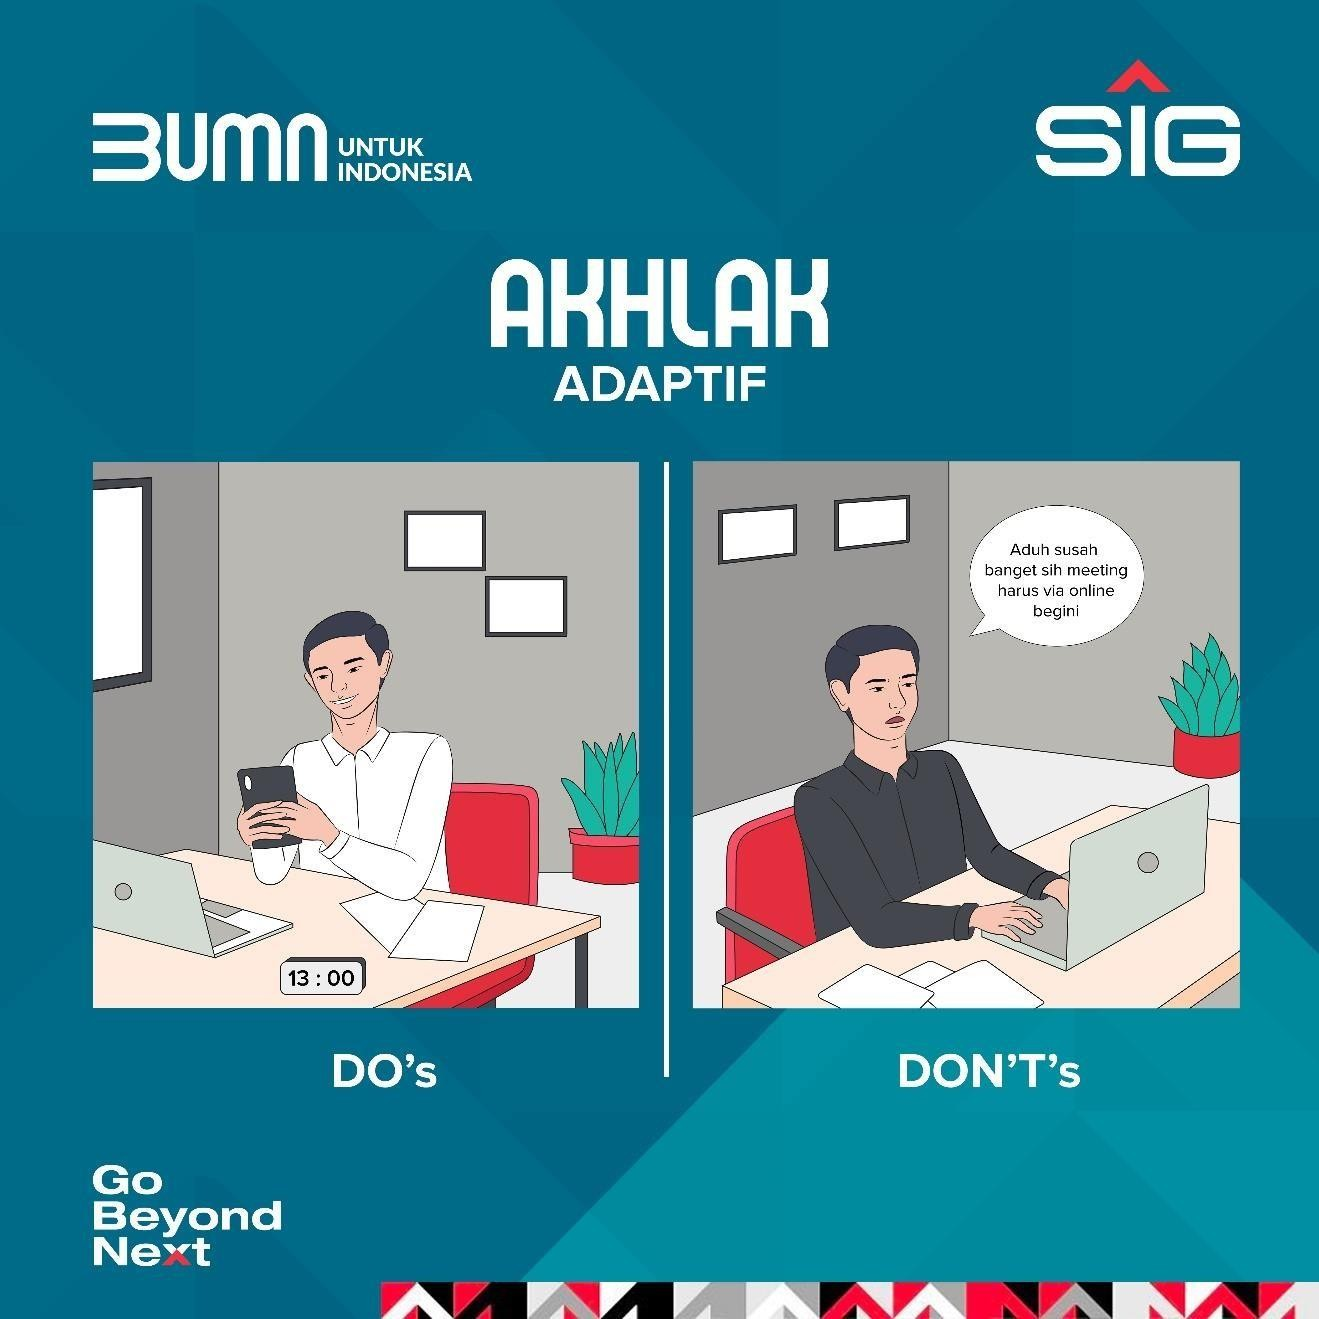 BUMN UNTUK
INDONESIA
SIG
AKHLAK
ADAPTIF
13 : 00
Aduh susah
banget sih meeting
harus via online
begini
DO's
DON'T's
Go
Beyond
Next